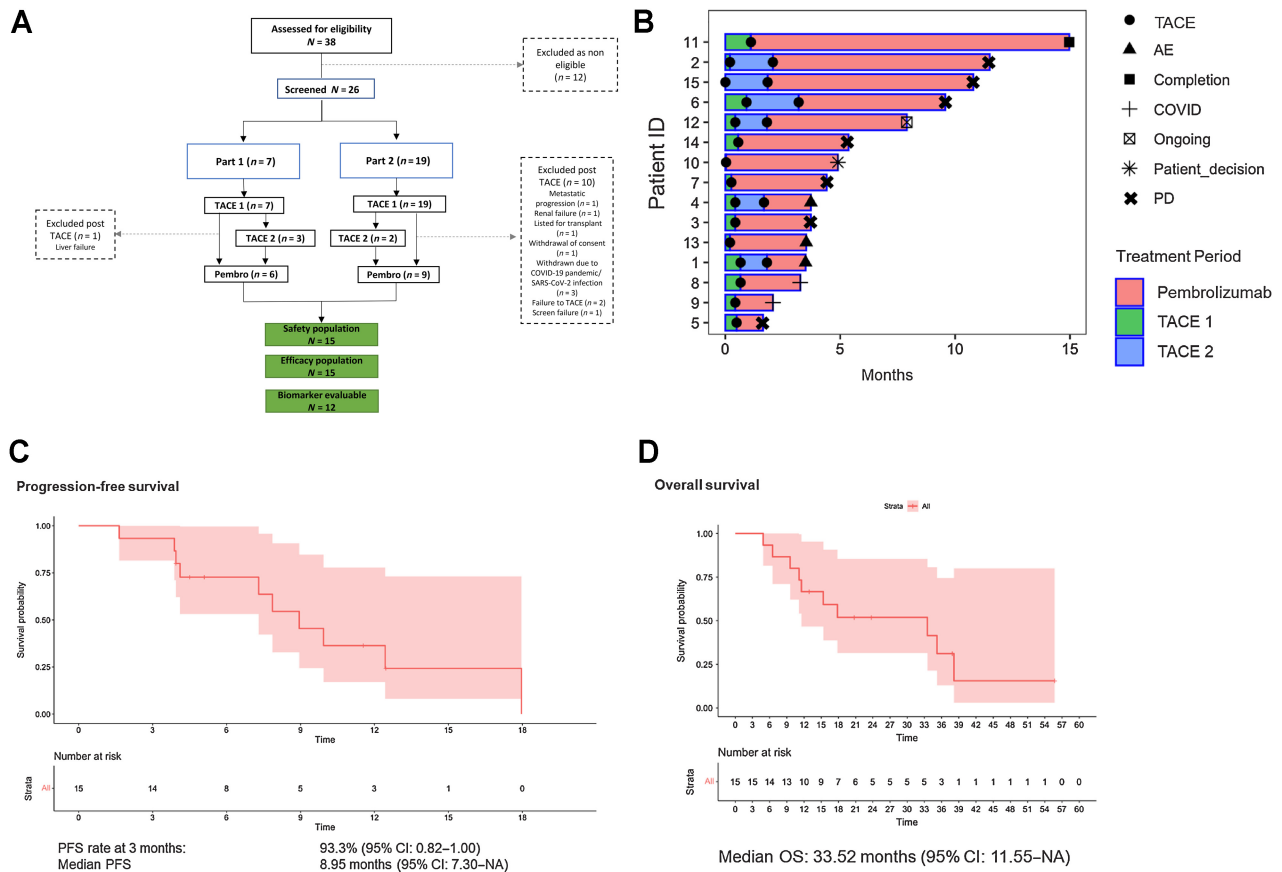 A
Assessed for eligibility
N = 38
Excluded as non
eligible
(n = 12)
Screened N = 26
Part 1 (n = 7)
Part 2 (n = 19)
TACE 1 (n = 7)
TACE 1 (n = 19)
Excluded post
TACE (n = 1)
Liver failure
TACE 2 (n = 3)
TACE 2 (n = 2)
Pembro (n = 6)
Pembro (n = 9)
Excluded post
TACE (n = 10)
Metastatic
progression (n = 1)
Renal failure (n = 1)
Listed for transplant
(n = 1)
Withdrawal of consent
(n = 1)
Withdrawn due to
COVID-19 pandemic/
SARS-CoV-2 infection
(n = 3)
Failure to TACE (n = 2)
Screen failure (n = 1)
Safety population
N = 15
Efficacy population
N = 15
Biomarker evaluable
N = 12
B
Patient ID
11
2
15
6
12
14
10
7
4
3
13
1
8
9
5
0 5 10 15
Months
TACE
AE
Completion
COVID
Ongoing
Patient_decision
PD
Treatment Period
Pembrolizumab
TACE 1
TACE 2
C
Progression-free survival
Survival probability
1.00
0.75
0.50
0.25
0.00
0 3 6 9 12 15 18
Time
Number at risk
Strata
All 15 14 8 5 3 1 0
0 3 6 9 12 15 18
Time
PFS rate at 3 months: 93.3% (95% CI: 0.82–1.00)
Median PFS 8.95 months (95% CI: 7.30–NA)
D
Overall survival
Strata All
Survival probability
1.00
0.75
0.50
0.25
0.00
0 3 6 9 12 15 18 21 24 27 30 33 36 39 42 45 48 51 54 57 60
Time
Number at risk
Strata
All 15 15 14 13 10 9 7 6 5 5 5 5 3 1 1 1 1 1 1 0 0
0 3 6 9 12 15 18 21 24 27 30 33 36 39 42 45 48 51 54 57 60
Time
Median OS: 33.52 months (95% CI: 11.55–NA)